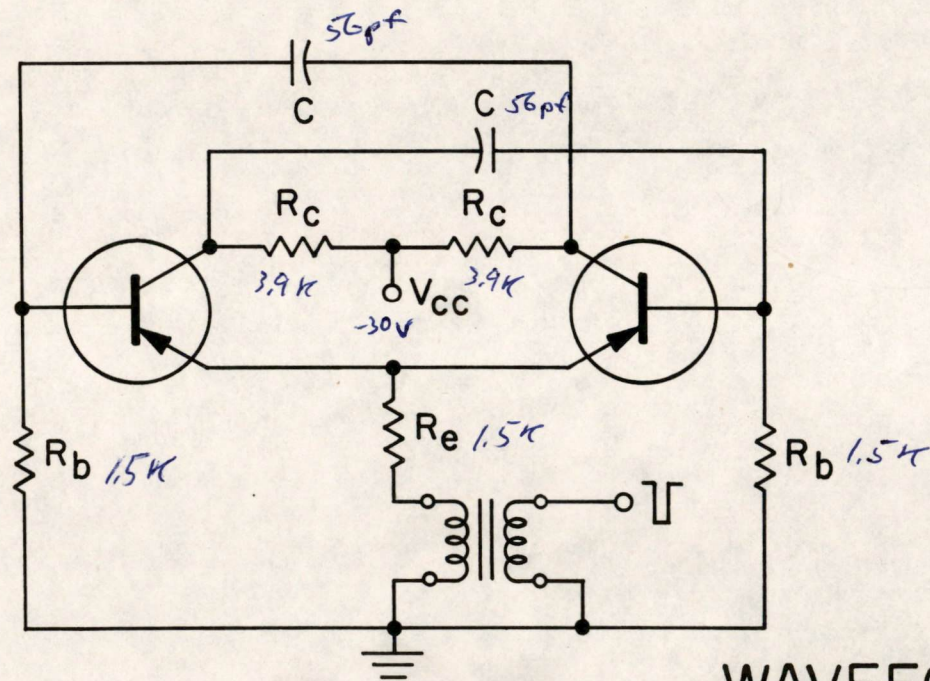 56pf
C
C 56pf
Rc Rc
3.9K 3.9K
Vcc
-30V
Re 1.5K
Rb 1.5K
Rb 1.5K